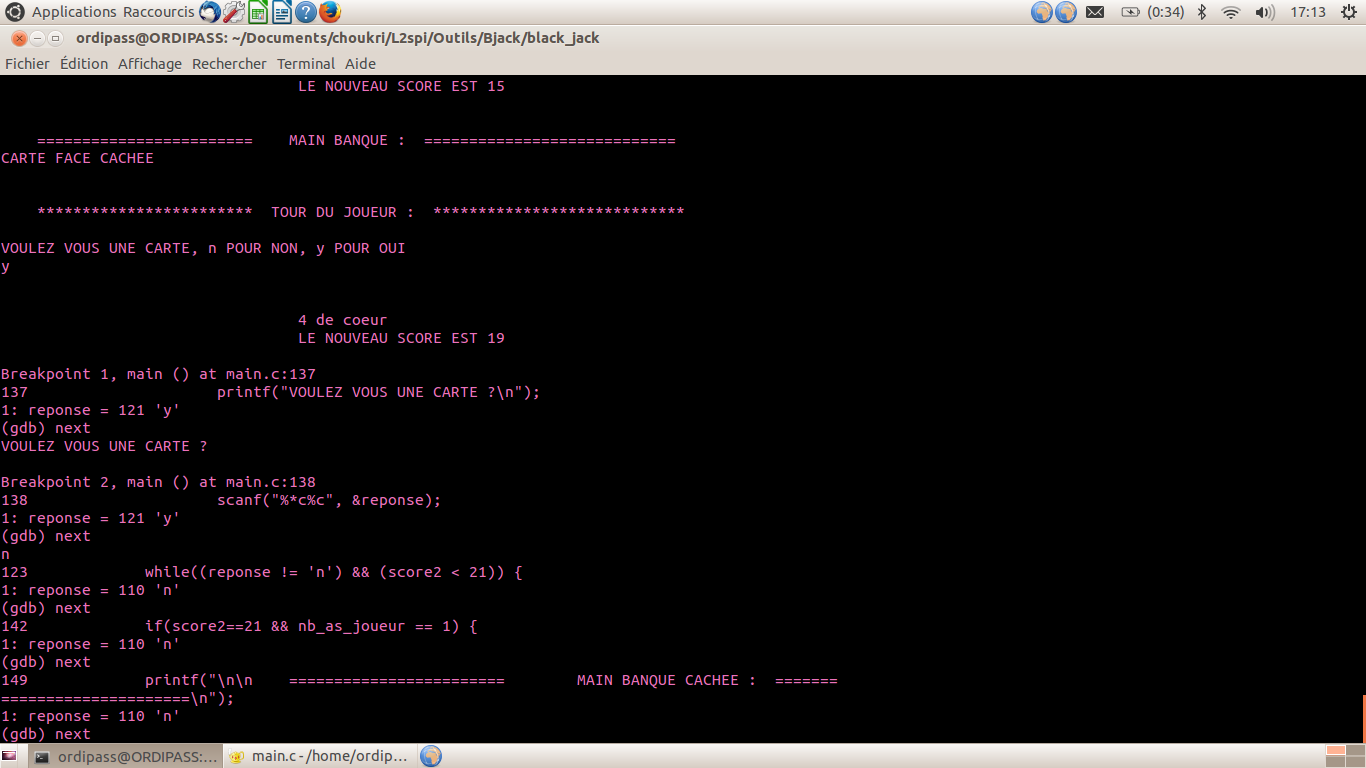 Applications Raccourcis (0:34) 17:13
ordipass@ORDIPASS: ~/Documents/choukri/L2spi/Outils/Bjack/black_jack
Fichier Édition Affichage Rechercher Terminal Aide
LE NOUVEAU SCORE EST 15
======================== MAIN BANQUE : ============================
CARTE FACE CACHEE
************************ TOUR DU JOUEUR : ****************************
VOULEZ VOUS UNE CARTE, n POUR NON, y POUR OUI
y
4 de coeur
LE NOUVEAU SCORE EST 19
Breakpoint 1, main () at main.c:137
137 printf("VOULEZ VOUS UNE CARTE ?\n");
1: reponse = 121 'y'
(gdb) next
VOULEZ VOUS UNE CARTE ?
Breakpoint 2, main () at main.c:138
138 scanf("%*c%c", &reponse);
1: reponse = 121 'y'
(gdb) next
n
123 while((reponse != 'n') && (score2 < 21)) {
1: reponse = 110 'n'
(gdb) next
142 if(score2==21 && nb_as_joueur == 1) {
1: reponse = 110 'n'
(gdb) next
149 printf("\n\n ======================== MAIN BANQUE CACHEE : =======
=====================\n");
1: reponse = 110 'n'
(gdb) next
ordipass@ORDIPASS:... main.c - /home/ordip...